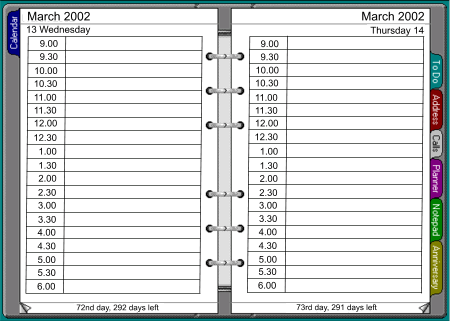 Calendar
March 2002
13 Wednesday
9.00
9.30
10.00
10.30
11.00
11.30
12.00
12.30
1.00
1.30
2.00
2.30
3.00
3.30
4.00
4.30
5.00
5.30
6.00
72nd day, 292 days left
March 2002
Thursday 14
9.00
9.30
10.00
10.30
11.00
11.30
12.00
12.30
1.00
1.30
2.00
2.30
3.00
3.30
4.00
4.30
5.00
5.30
6.00
73rd day, 291 days left
To Do
Address
Calls
Planner
Notepad
Anniversary